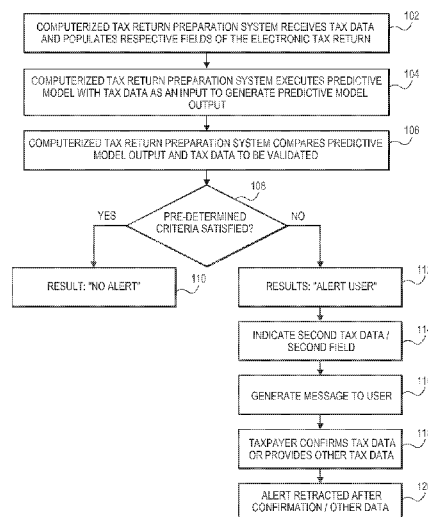 102
COMPUTERIZED TAX RETURN PREPARATION SYSTEM RECEIVES TAX DATA
AND POPULATES RESPECTIVE FIELDS OF THE ELECTRONIC TAX RETURN
104
COMPUTERIZED TAX RETURN PREPARATION SYSTEM EXECUTES PREDICTIVE
MODEL WITH TAX DATA AS AN INPUT TO GENERATE PREDICTIVE MODEL
OUTPUT
106
COMPUTERIZED TAX RETURN PREPARATION SYSTEM COMPARES PREDICTIVE
MODEL OUTPUT AND TAX DATA TO BE VALIDATED
108
YES
PRE-DETERMINED
CRITERIA SATISFIED?
NO
RESULT: "NO ALERT"
110
RESULTS: "ALERT USER"
INDICATE SECOND TAX DATA /
SECOND FIELD
GENERATE MESSAGE TO USER
TAXPAYER CONFIRMS TAX DATA
OR PROVIDES OTHER TAX DATA
ALERT RETRACTED AFTER
CONFIRMATION / OTHER DATA